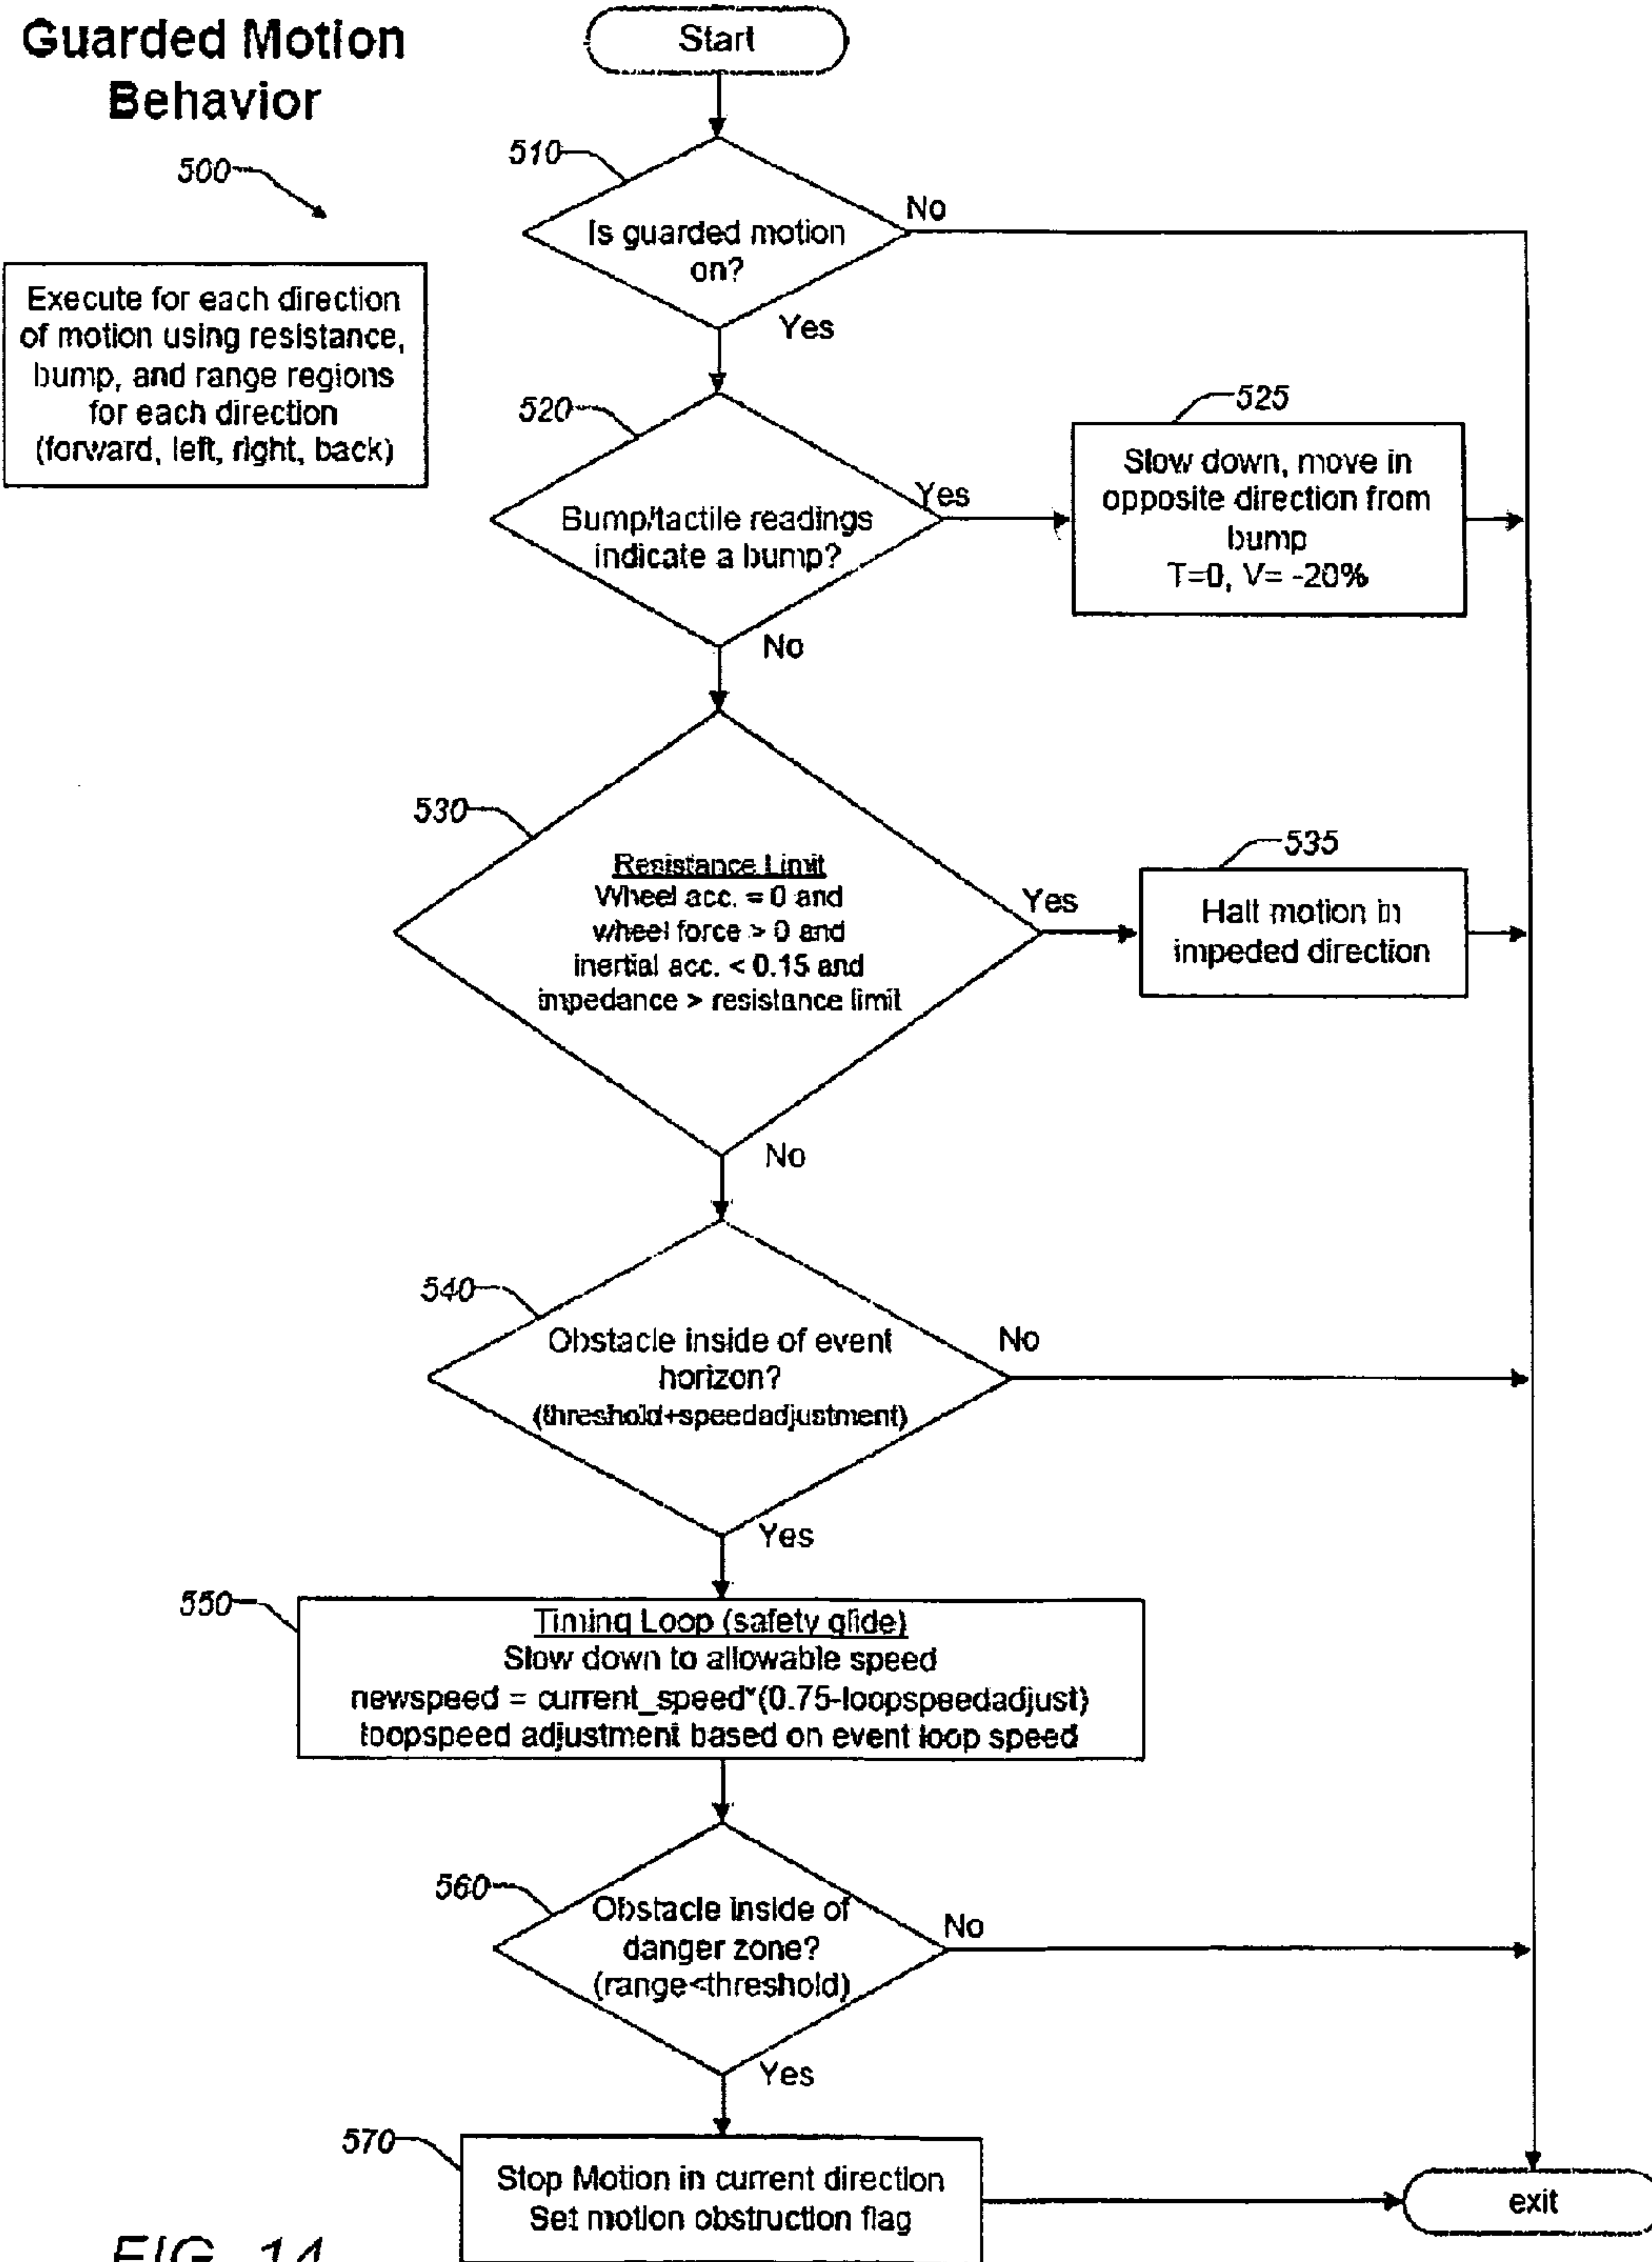 Guarded Motion
Behavior
Start
500
510
Is guarded motion
on?
No
Yes
Execute for each direction
of motion using resistance,
bump, and range regions
for each direction
(forward, left, right, back)
520
Bump/tactile readings
indicate a bump?
Yes
No
525
Slow down, move in
opposite direction from
bump
T=0, V= -20%
530
Resistance Limit
Wheel acc. = 0 and
wheel force > 0 and
inertial acc. < 0.15 and
impedance > resistance limit
Yes
No
535
Halt motion in
impeded direction
540
Obstacle inside of event
horizon?
(threshold+speedadjustment)
No
Yes
550
Timing Loop (safety glide)
Slow down to allowable speed
newspeed = current_speed*(0.75-loopspeedadjust)
loopspeed adjustment based on event loop speed
560
Obstacle inside of
danger zone?
(range<threshold)
No
Yes
570
Stop Motion in current direction
Set motion obstruction flag
exit
FIG. 14